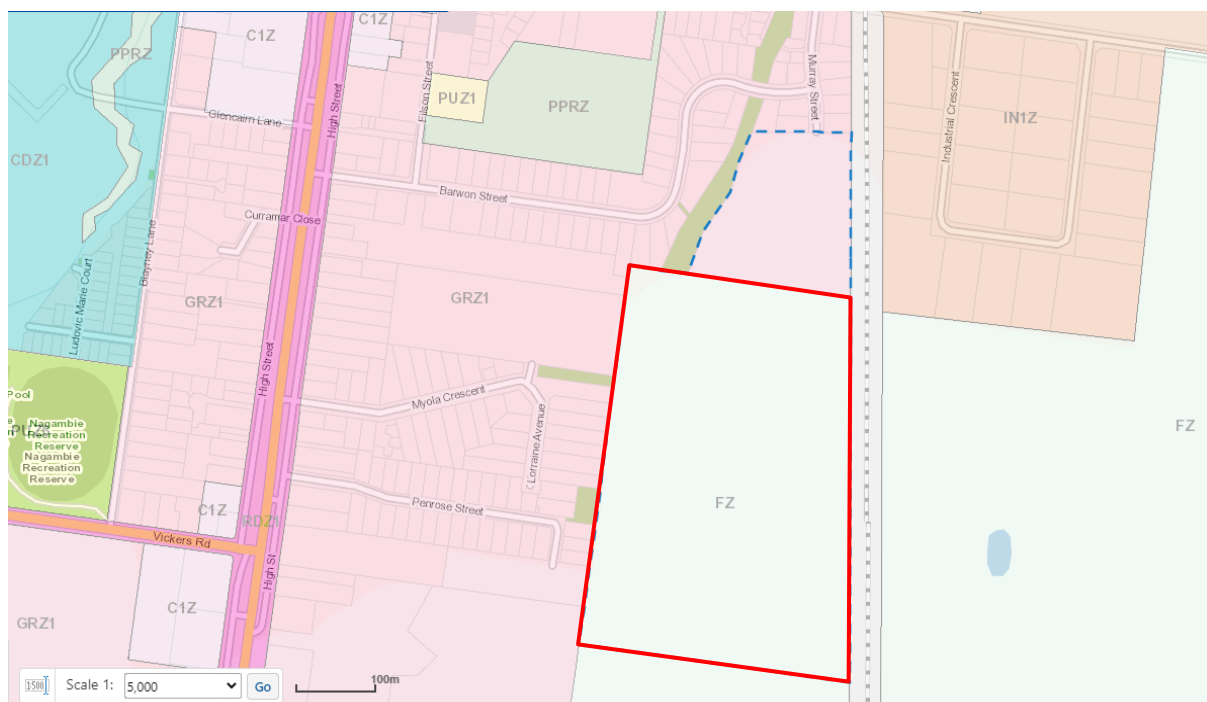 C1Z
C1Z
PPRZ
Murray Street
Filson Street
PUZ1
PPRZ
High Street
Glencairn Lane
Industrial Crescent
IN1Z
CDZ1
Barwon Street
Curramar Close
Blayney Lane
Ludovic Marie Court
GRZ1
GRZ1
High Street
Myola Crescent
Lorraine Avenue
Pool
Nagambie
Recreation
Reserve
Nagambie
Recreation
Reserve
FZ
Penrose Street
FZ
C1Z
RDZ1
Vickers Rd
High St
C1Z
GRZ1
Scale 1:
5,000
Go
100m